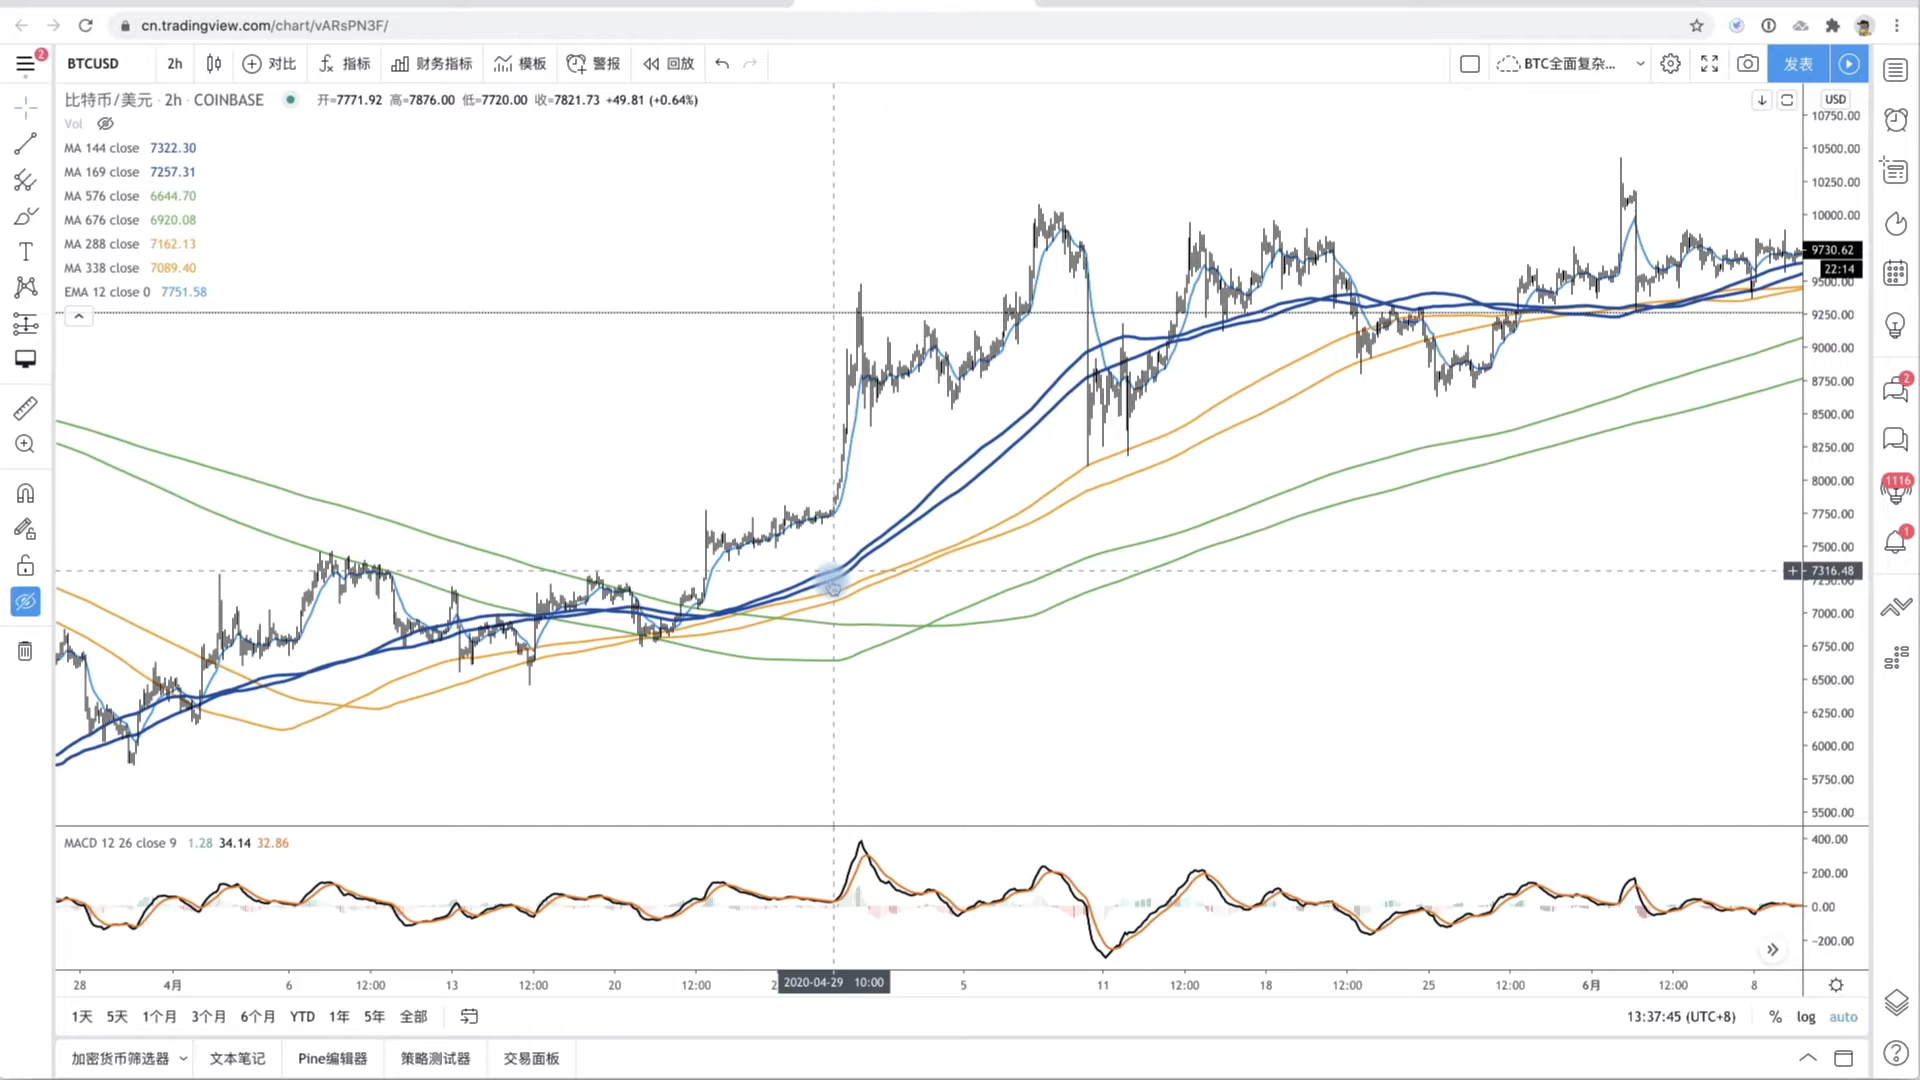 cn.tradingview.com/chart/vARsPN3F/
2
BTCUSD 2h 对比 指标 财务指标 模板 警报 回放 BTC全面复杂... 发表
比特币/美元 · 2h · COINBASE 开=7771.92 高=7876.00 低=7720.00 收=7821.73 +49.81 (+0.64%)
USD
Vol
MA 144 close 7322.30
MA 169 close 7257.31
MA 576 close 6644.70
MA 676 close 6920.08
MA 288 close 7162.13
MA 338 close 7089.40
EMA 12 close 0 7751.58
10750.00
10500.00
10250.00
10000.00
9730.62
22:14
9500.00
9250.00
9000.00
8750.00
8500.00
8250.00
8000.00
7750.00
7500.00
7316.48
7000.00
6750.00
6500.00
6250.00
6000.00
5750.00
5500.00
2
1116
1
MACD 12 26 close 9 1.28 34.14 32.86
400.00
200.00
0.00
−200.00
28 4月 6 12:00 13 12:00 20 12:00 2 2020-04-29 10:00 5 11 12:00 18 12:00 25 12:00 6月 12:00 8
1天 5天 1个月 3个月 6个月 YTD 1年 5年 全部 13:37:45 (UTC+8) % log auto
加密货币筛选器 文本笔记 Pine编辑器 策略测试器 交易面板